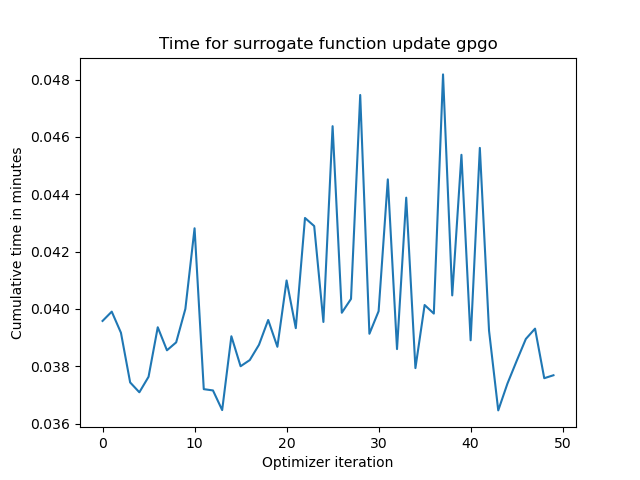 Time for surrogate function update gpgo
0.048
0.046
0.044
0.042
0.040
0.038
0.036
Cumulative time in minutes
0 10 20 30 40 50
Optimizer iteration